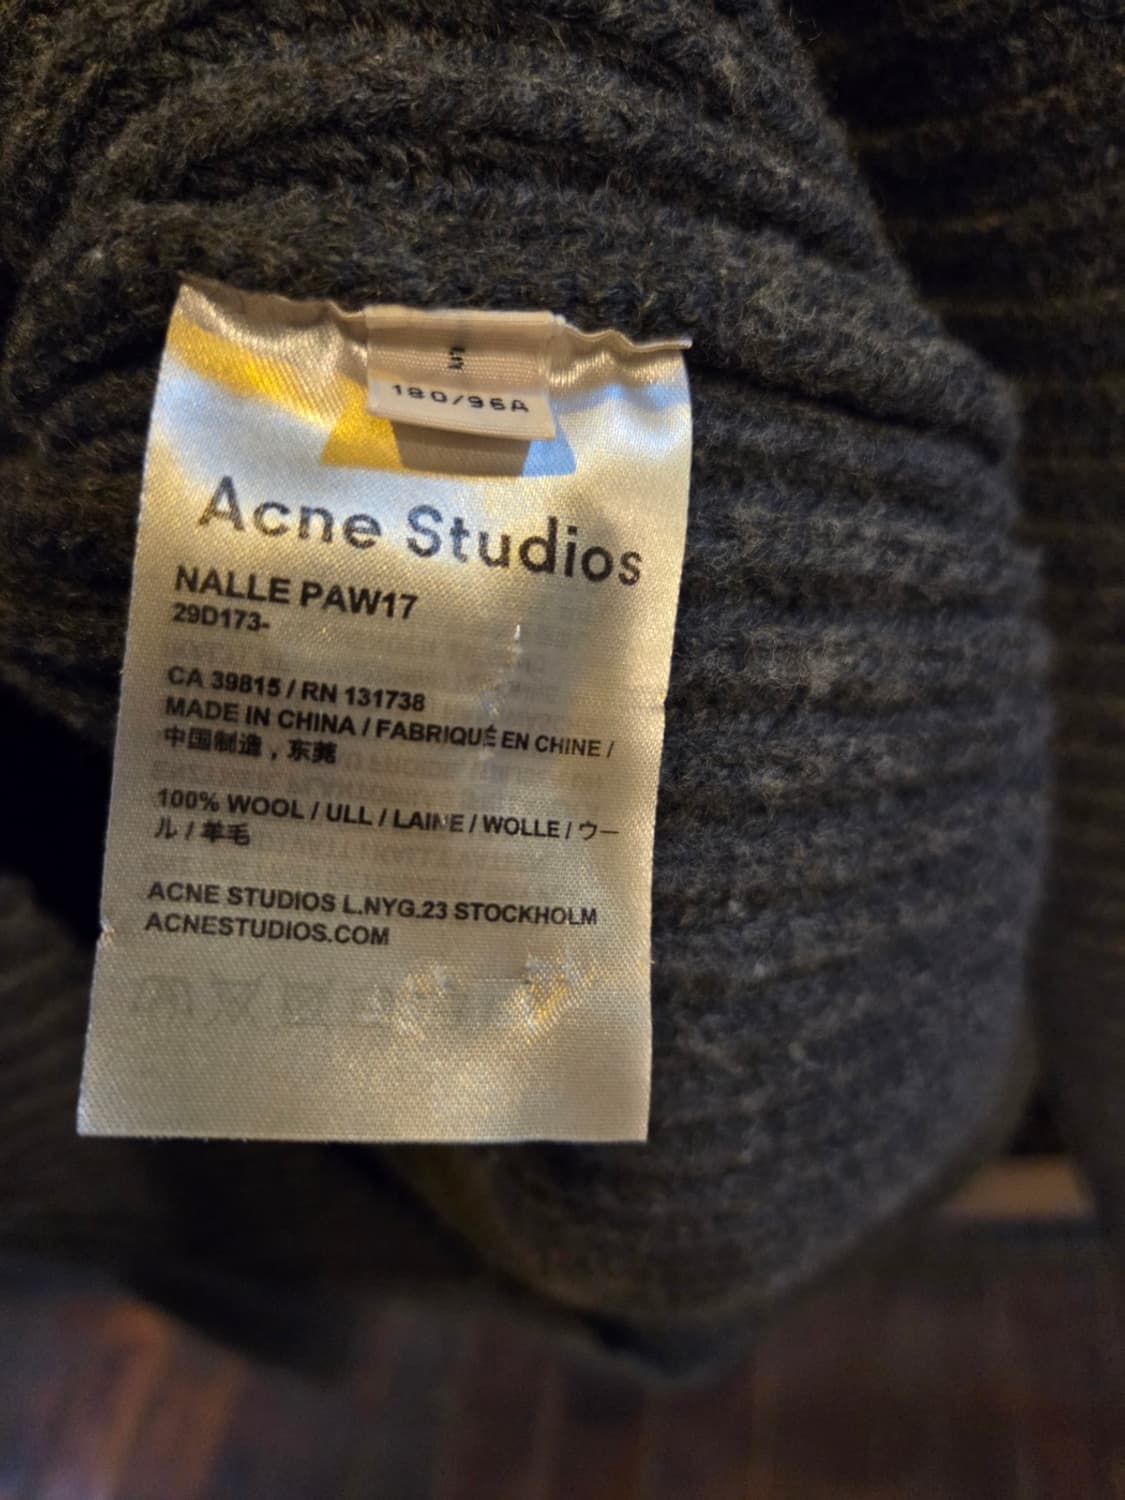 180/96A
Acne Studios
NALLE PAW17
29D173-
CA 39815 / RN 131738
MADE IN CHINA / FABRIQUÉ EN CHINE /
中国制造，东莞
100% WOOL / ULL / LAINE / WOLLE / ウー
ル / 羊毛
ACNE STUDIOS L.NYG.23 STOCKHOLM
ACNESTUDIOS.COM